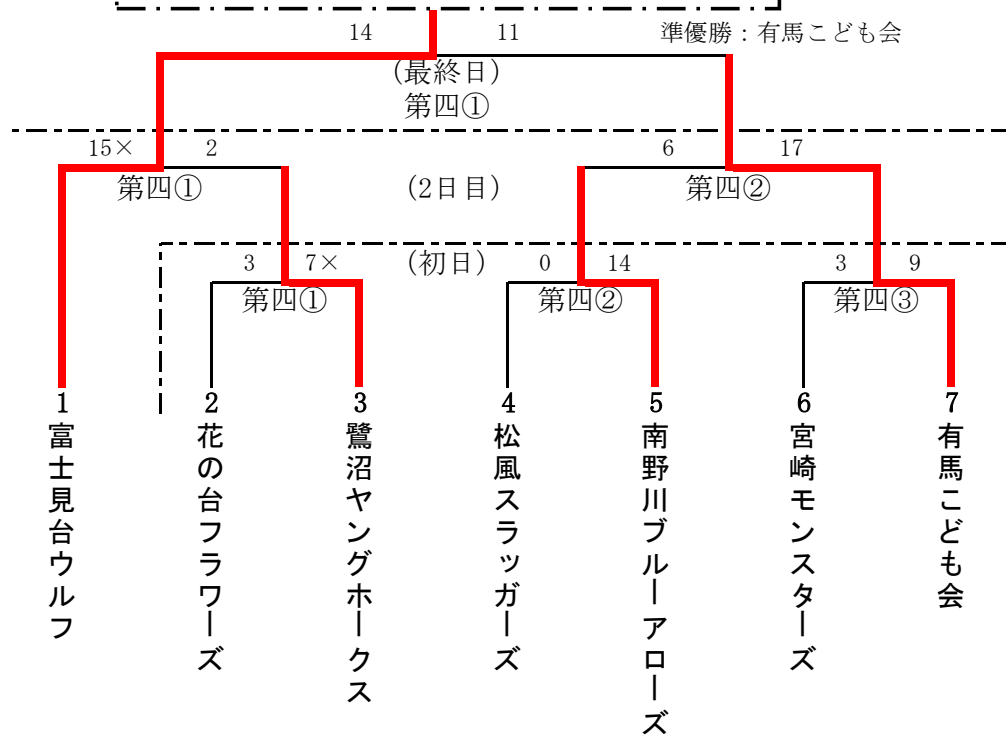 14
11
準優勝：有馬こども会
(最終日)
第四①
15×
2
6
17
第四①
(2日目)
第四②
3
7×
(初日)
0
14
3
9
第四①
第四②
第四③
1
富士見台ウルフ
2
花の台フラワーズ
3
鷺沼ヤングホークス
4
松風スラッガーズ
5
南野川ブルーアローズ
6
宮崎モンスターズ
7
有馬こども会